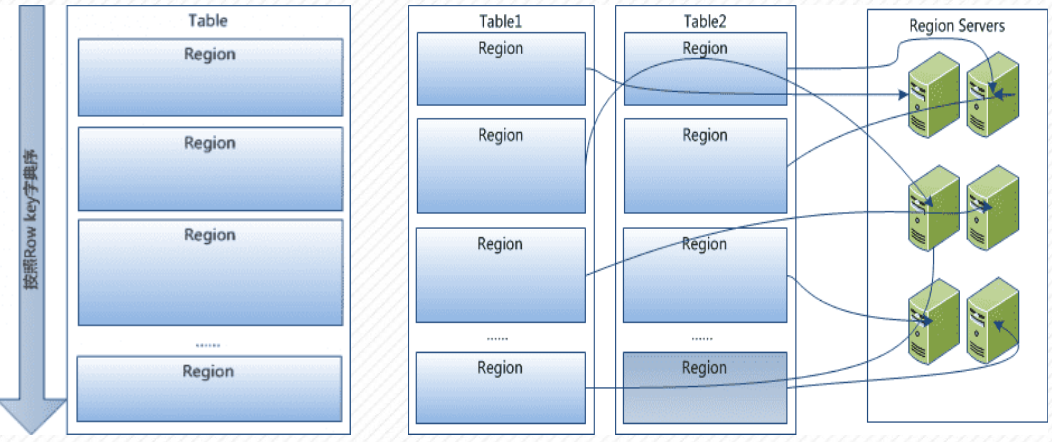 按照Row key字典序
Table
Region
Region
Region
......
Region
Table1
Region
Region
Region
......
Region
Table2
Region
Region
Region
......
Region
Region Servers